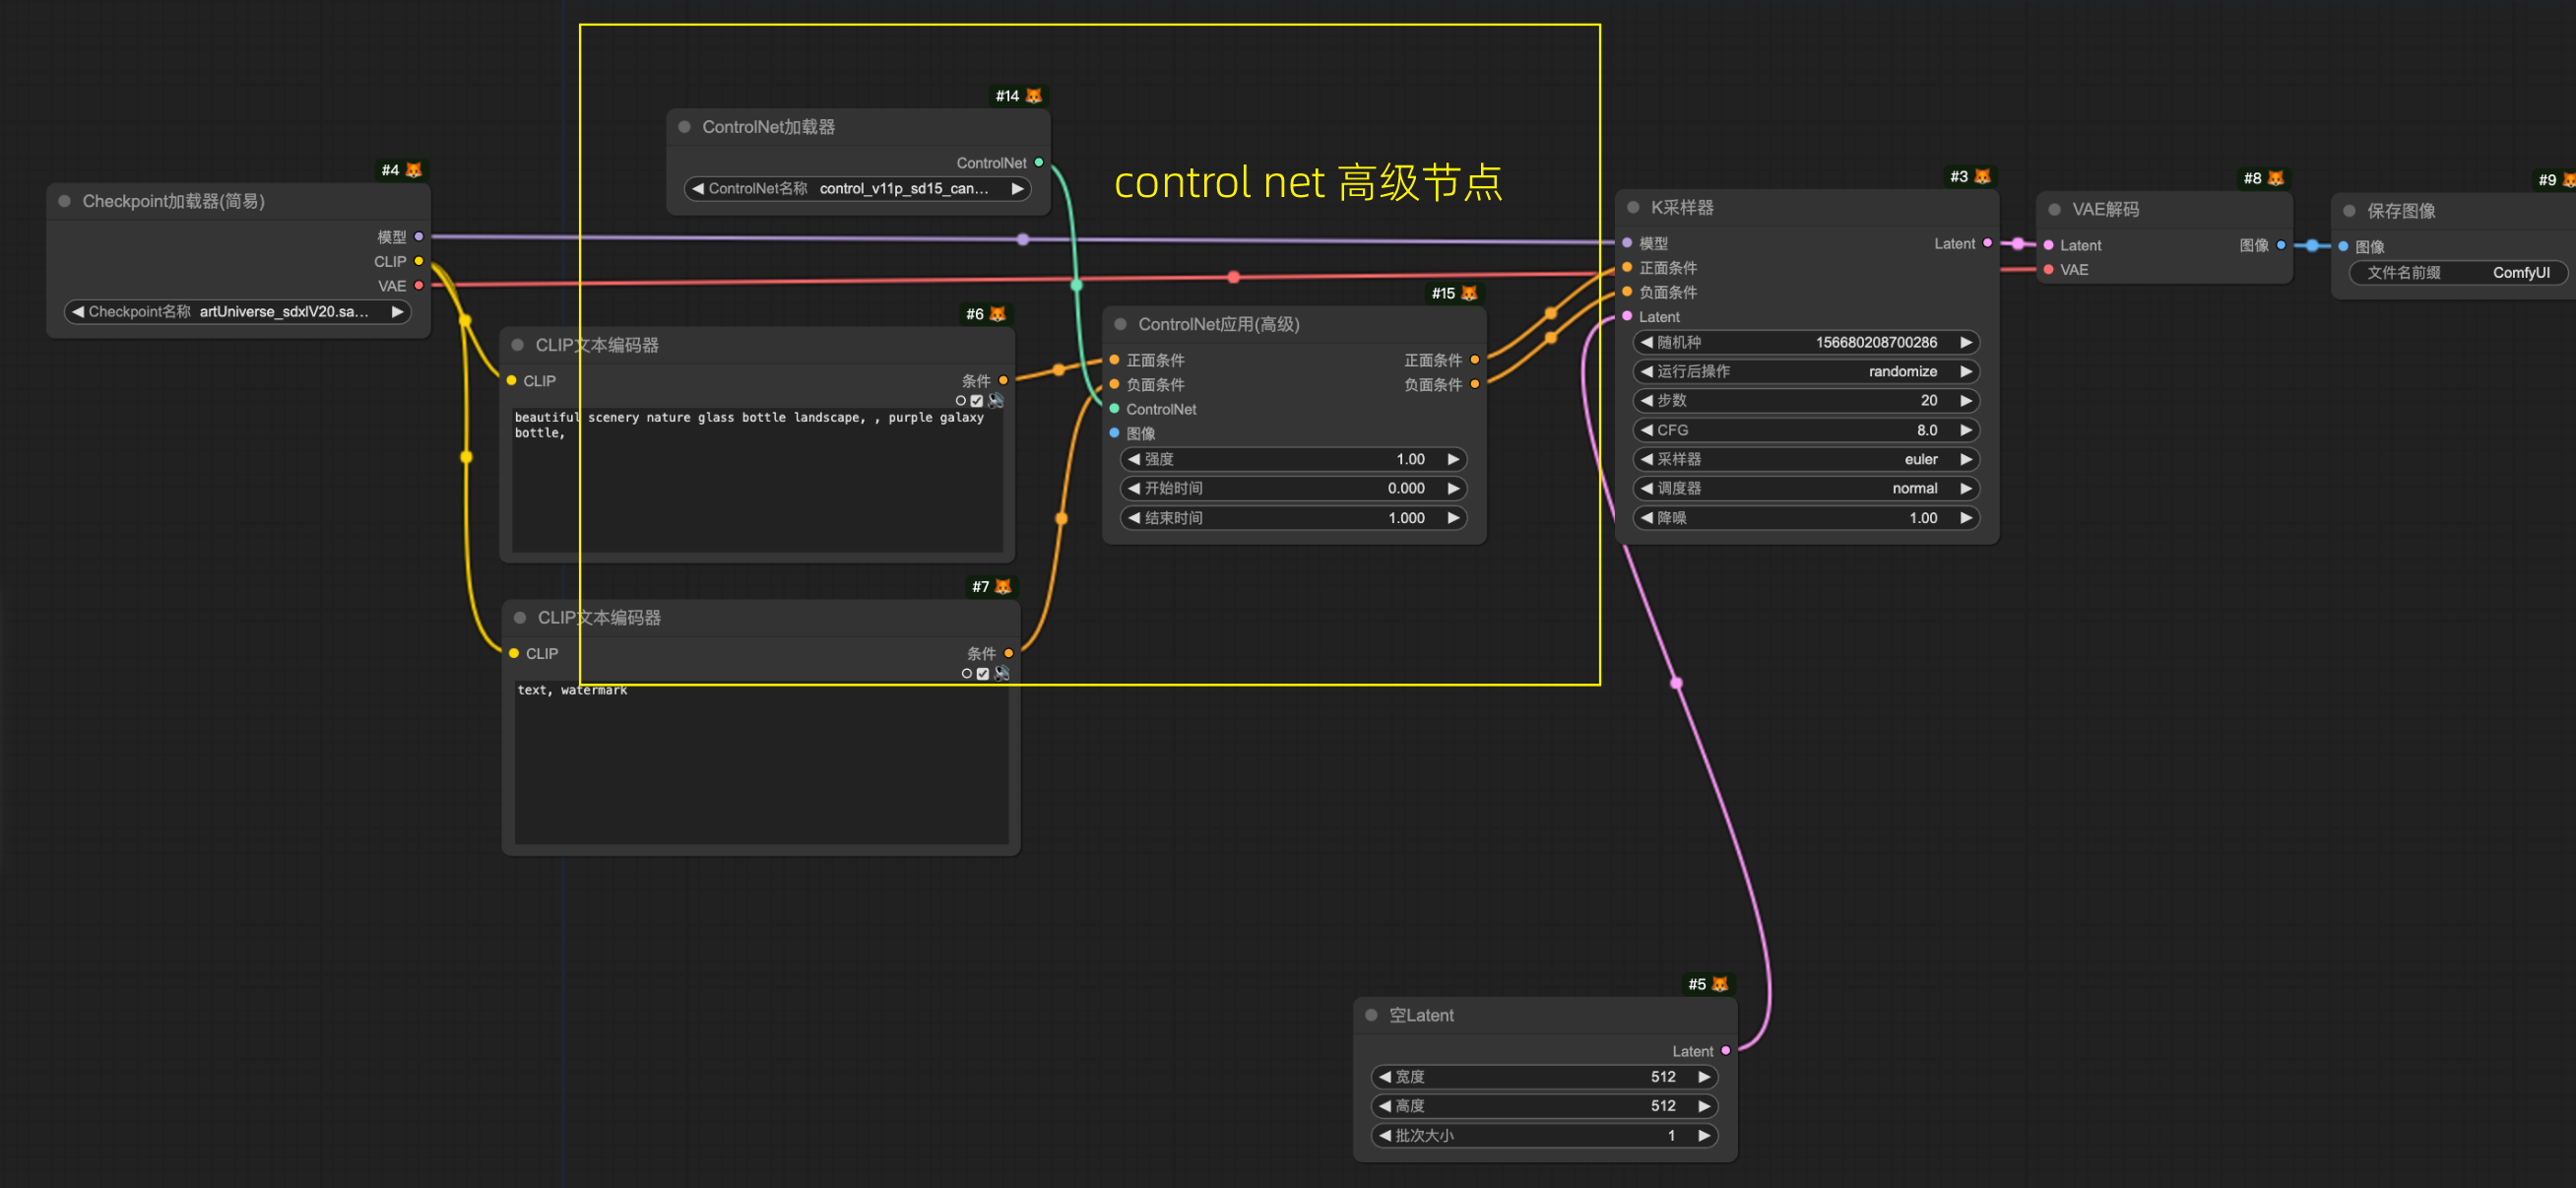 #4
Checkpoint加载器(简易)
模型
CLIP
VAE
Checkpoint名称 artUniverse_sdxlV20.sa...
#14
ControlNet加载器
ControlNet
ControlNet名称 control_v11p_sd15_can...
control net 高级节点
#6
CLIP文本编码器
CLIP 条件
beautiful scenery nature glass bottle landscape, , purple galaxy
bottle,
#7
CLIP文本编码器
CLIP 条件
text, watermark
#15
ControlNet应用(高级)
正面条件 正面条件
负面条件 负面条件
ControlNet
图像
强度 1.00
开始时间 0.000
结束时间 1.000
#3
K采样器
模型 Latent
正面条件
负面条件
Latent
随机种 156680208700286
运行后操作 randomize
步数 20
CFG 8.0
采样器 euler
调度器 normal
降噪 1.00
#8
VAE解码
Latent 图像
VAE
#9
保存图像
图像
文件名前缀 ComfyUI
#5
空Latent
Latent
宽度 512
高度 512
批次大小 1